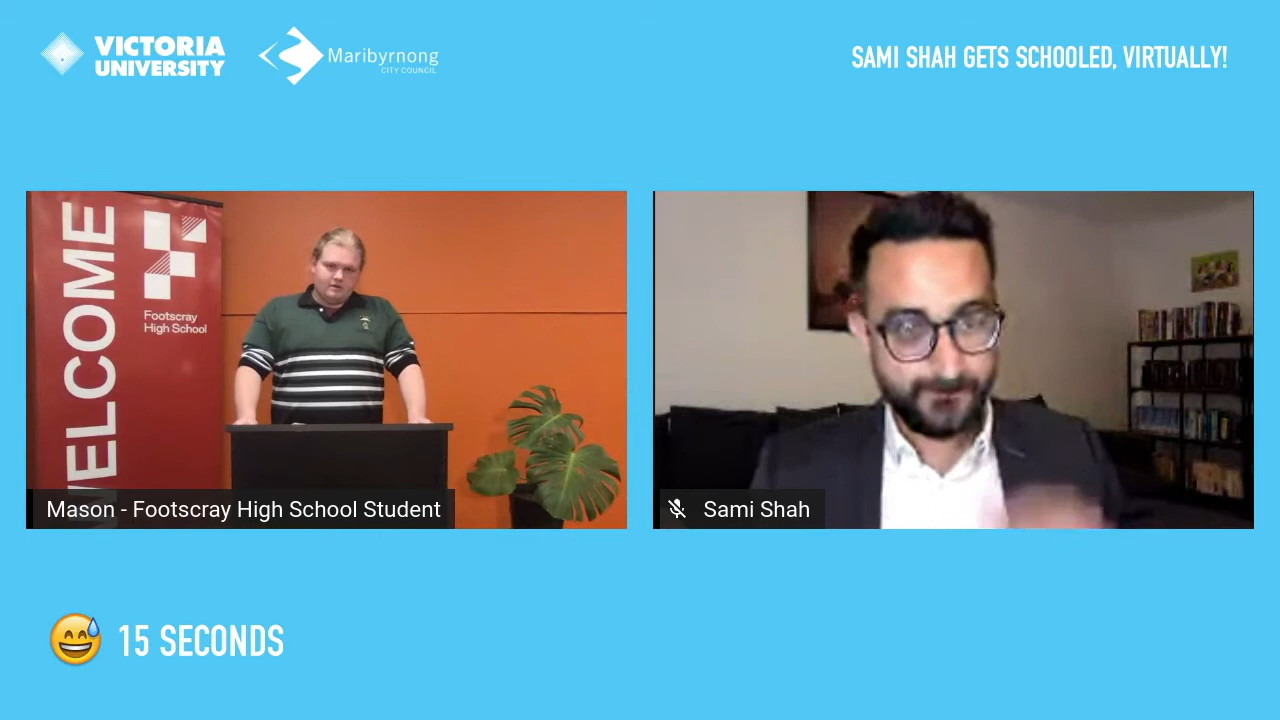 VICTORIA
UNIVERSITY
Maribyrnong
CITY COUNCIL
SAMI SHAH GETS SCHOOLED, VIRTUALLY!
WELCOME
Footscray
High School
Mason - Footscray High School Student
Sami Shah
15 SECONDS